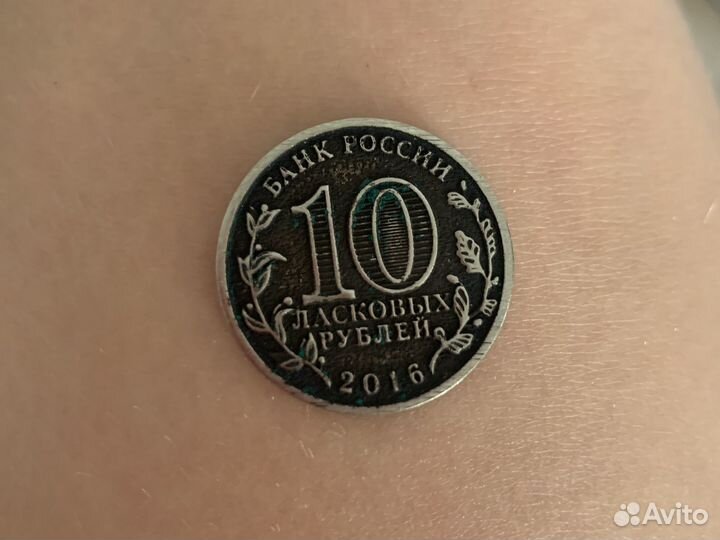 БАНК РОССИИ
10
ЛАСКОВЫХ
РУБЛЕЙ
2016
Avito